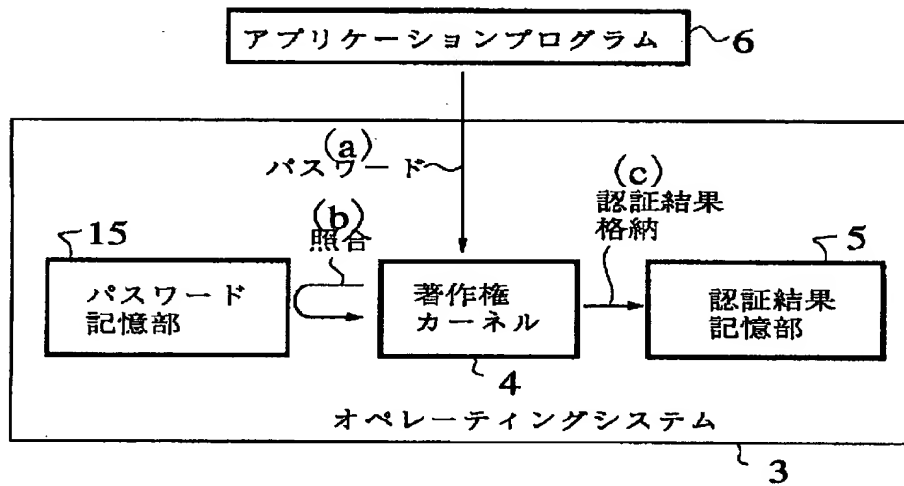 アプリケーションプログラム
6
(a)
パスワード
(b)
照合
(c)
認証結果
格納
15
パスワード
記憶部
著作権
カーネル
4
5
認証結果
記憶部
オペレーティングシステム
3